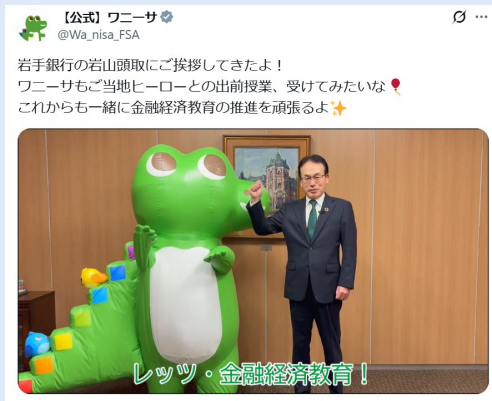 【公式】ワニーサ
@Wa_nisa_FSA
岩手銀行の岩山頭取にご挨拶してきたよ！
ワニーサもご当地ヒーローとの出前授業、受けてみたいな🎈
これからも一緒に金融経済教育の推進を頑張るよ✨
レッツ・金融経済教育！